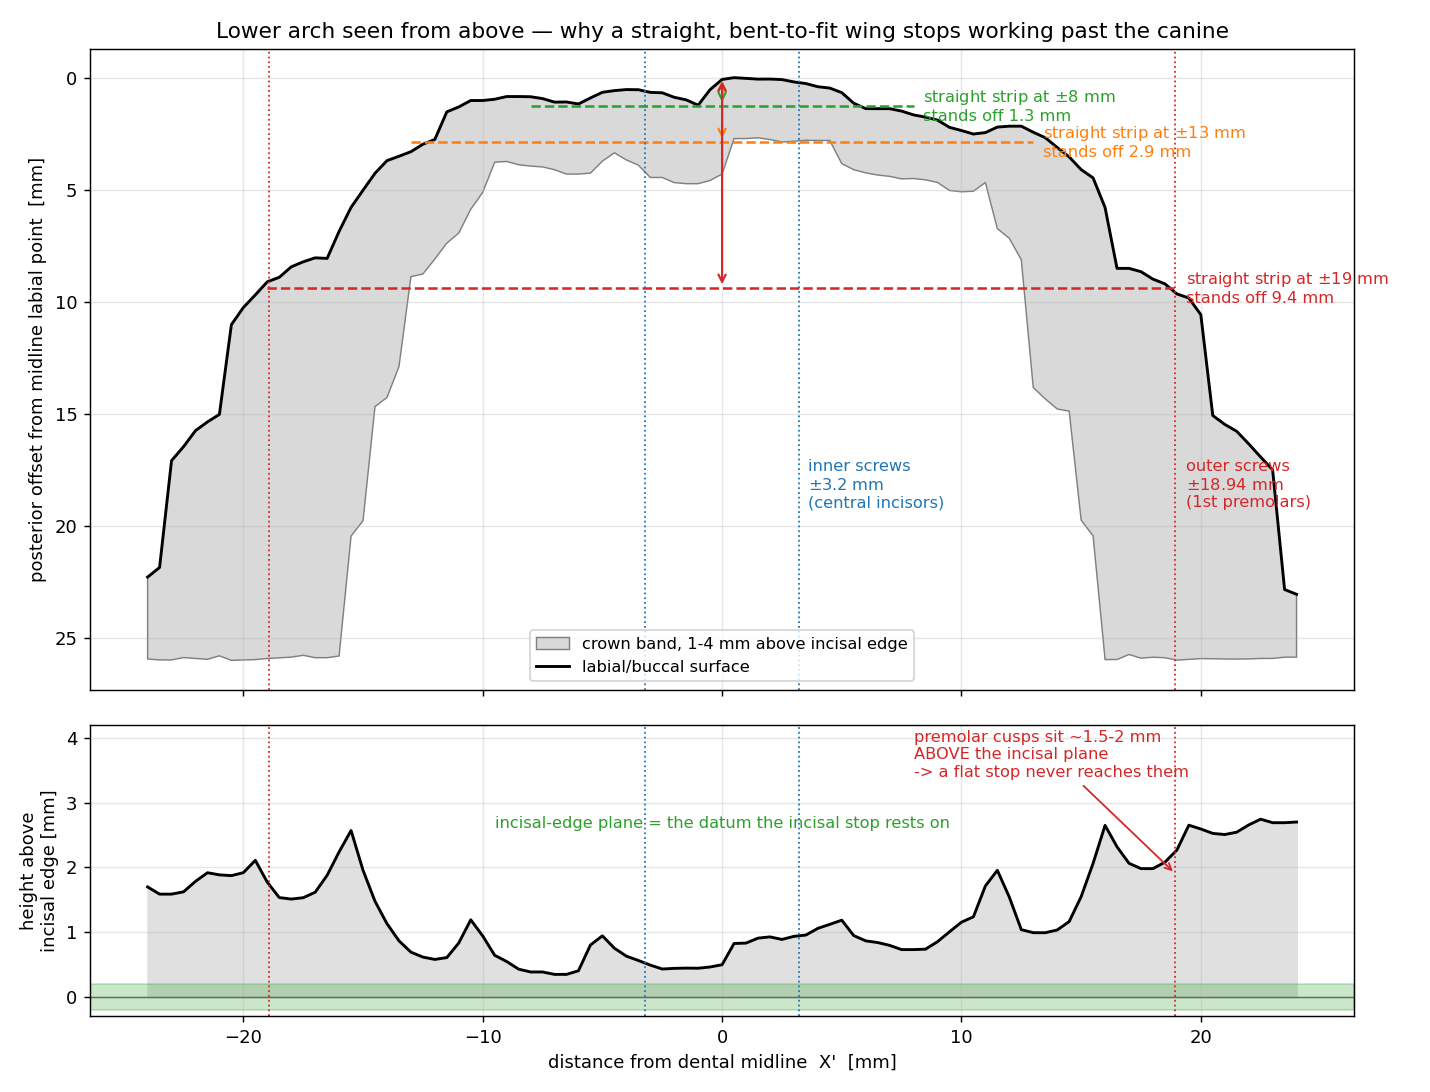 Lower arch seen from above — why a straight, bent-to-fit wing stops working past the canine
posterior offset from midline labial point  [mm]
0
5
10
15
20
25
straight strip at ±8 mm
stands off 1.3 mm
straight strip at ±13 mm
stands off 2.9 mm
straight strip at ±19 mm
stands off 9.4 mm
inner screws
±3.2 mm
(central incisors)
outer screws
±18.94 mm
(1st premolars)
crown band, 1-4 mm above incisal edge
labial/buccal surface
height above
incisal edge [mm]
4
3
2
1
0
premolar cusps sit ~1.5-2 mm
ABOVE the incisal plane
-> a flat stop never reaches them
incisal-edge plane = the datum the incisal stop rests on
−20
−10
0
10
20
distance from dental midline  X'  [mm]